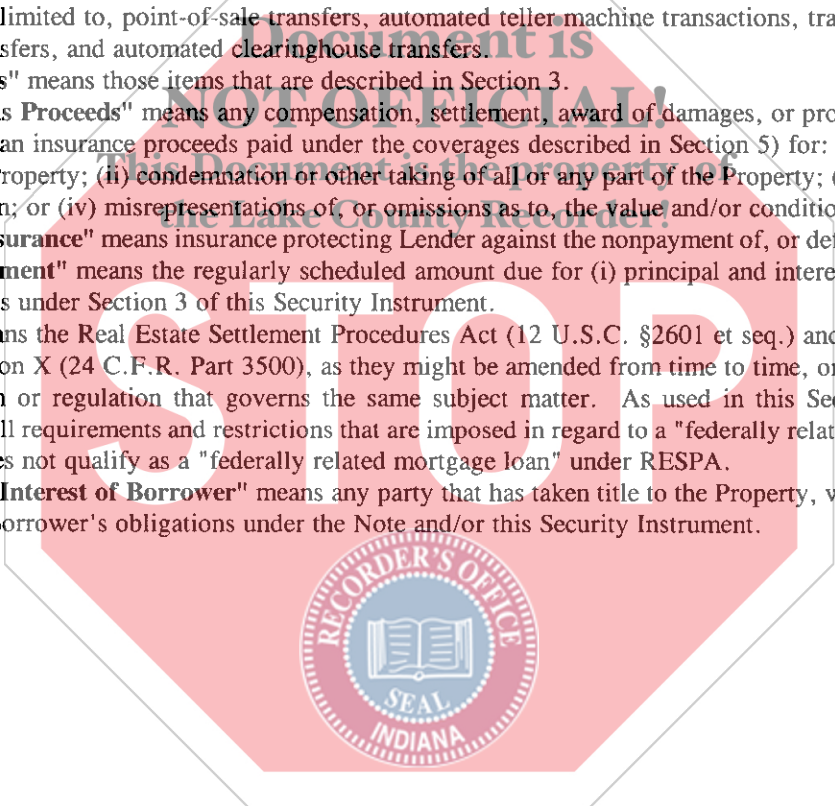 limited to, point-of-sale transfers, automated teller machine transactions, tra
sfers, and automated clearinghouse transfers.
Document is
s" means those items that are described in Section 3.
NOT OFFICIAL!
s Proceeds" means any compensation, settlement, award of damages, or pro
an insurance proceeds paid under the coverages described in Section 5) for:
This Document is the property of
roperty; (ii) condemnation or other taking of all or any part of the Property; (
the Lake County Recorder!
n; or (iv) misrepresentations of, or omissions as to, the value and/or conditio
surance" means insurance protecting Lender against the nonpayment of, or def
ment" means the regularly scheduled amount due for (i) principal and intere
s under Section 3 of this Security Instrument.
STOP
ns the Real Estate Settlement Procedures Act (12 U.S.C. §2601 et seq.) and
on X (24 C.F.R. Part 3500), as they might be amended from time to time, or
n or regulation that governs the same subject matter. As used in this Sec
ll requirements and restrictions that are imposed in regard to a "federally relat
es not qualify as a "federally related mortgage loan" under RESPA.
Interest of Borrower" means any party that has taken title to the Property, w
orrower's obligations under the Note and/or this Security Instrument.
RECORDER'S OFFICE
SEAL
INDIANA